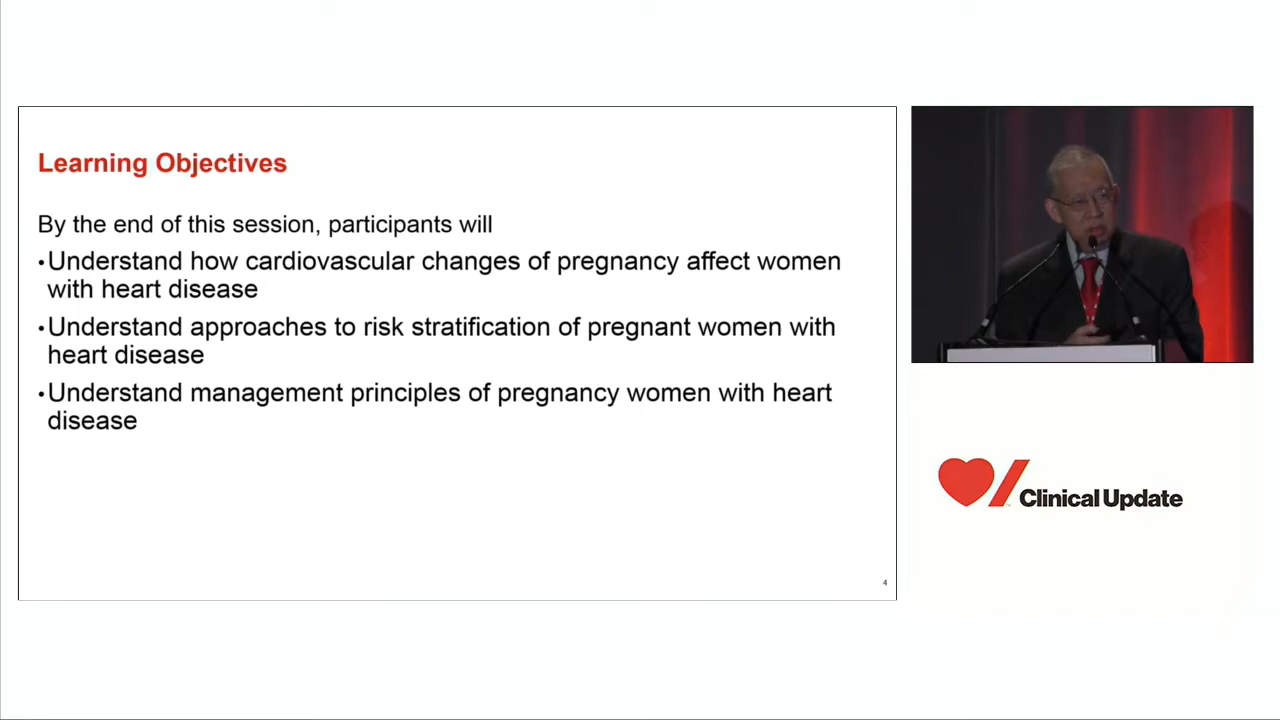 Learning Objectives
By the end of this session, participants will
•Understand how cardiovascular changes of pregnancy affect women
with heart disease
•Understand approaches to risk stratification of pregnant women with
heart disease
•Understand management principles of pregnancy women with heart
disease
4
Clinical Update